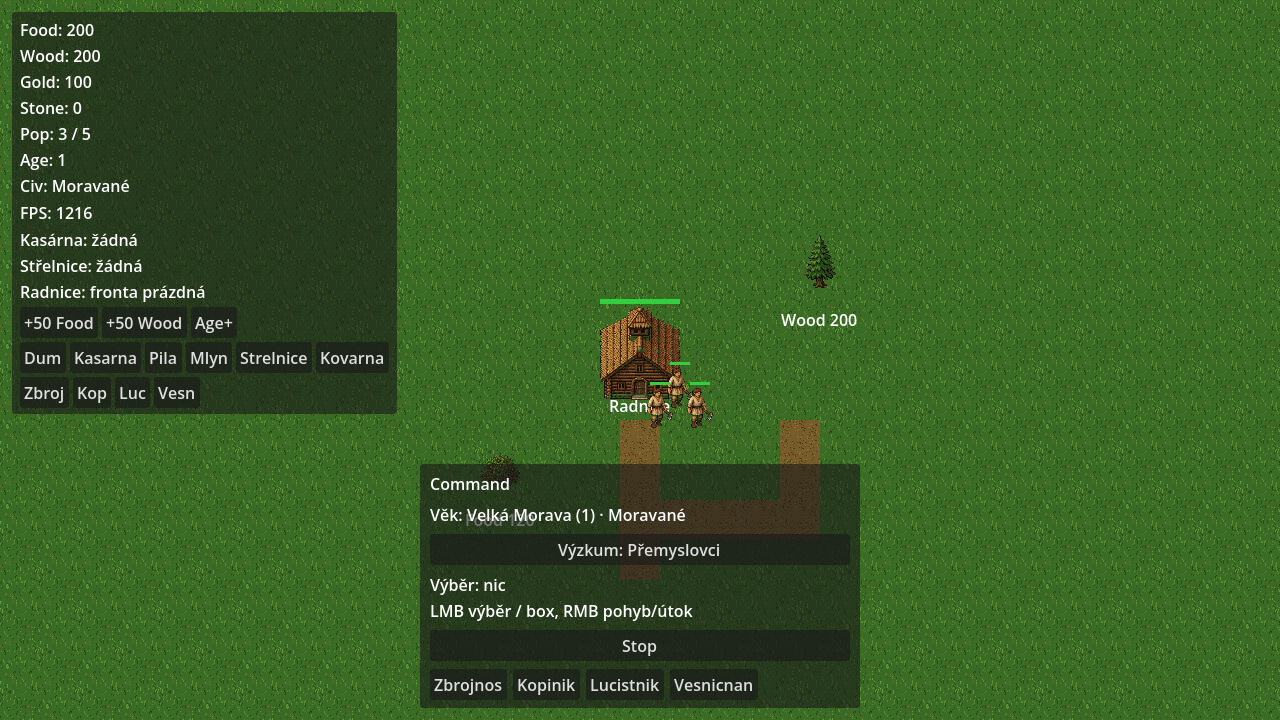 Food: 200
Wood: 200
Gold: 100
Stone: 0
Pop: 3 / 5
Age: 1
Civ: Moravané
FPS: 1216
Kasárna: žádná
Střelnice: žádná
Radnice: fronta prázdná
+50 Food +50 Wood Age+
Dum Kasarna Pila Mlyn Strelnice Kovarna
Zbroj Kop Luc Vesn
Wood 200
Radnice
Food 120
Command
Věk: Velká Morava (1) · Moravané
Výzkum: Přemyslovci
Výběr: nic
LMB výběr / box, RMB pohyb/útok
Stop
Zbrojnos Kopinik Lucistnik Vesnicnan